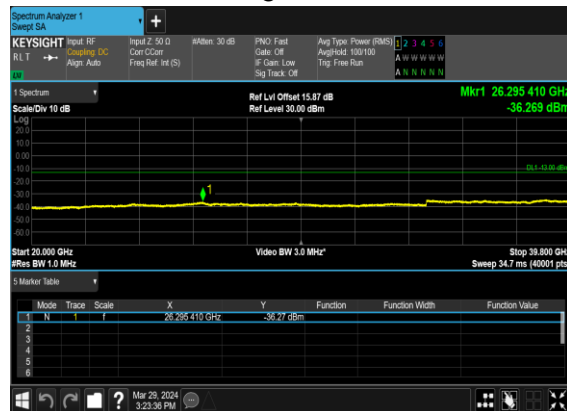 Spectrum Analyzer 1
Swept SA
+
KEYSIGHT Input: RF Input Z: 50 Ω #Atten: 30 dB PNO: Fast Avg Type: Power (RMS) 1 2 3 4 5 6
RLT Coupling: DC Corr CCorr Gate: Off Avg|Hold: 100/100 A W W W W W
Align: Auto Freq Ref: Int (S) IF Gain: Low Trig: Free Run
Sig Track: Off A N N N N N
LXI
1 Spectrum Ref Lvl Offset 15.87 dB Mkr1 26.295 410 GHz
Scale/Div 10 dB Ref Level 30.00 dBm -36.269 dBm
Log
20.0
10.0
0.00
-10.0 DL1 -13.00 dBm
-20.0
-30.0 1
-40.0
-50.0
-60.0
Start 20.000 GHz Video BW 3.0 MHz* Stop 39.800 GHz
#Res BW 1.0 MHz Sweep 34.7 ms (40001 pts)
5 Marker Table
Mode Trace Scale X Y Function Function Width Function Value
1 N 1 f 26.295 410 GHz -36.27 dBm
2
3
4
5
6
? Mar 29, 2024
3:23:36 PM